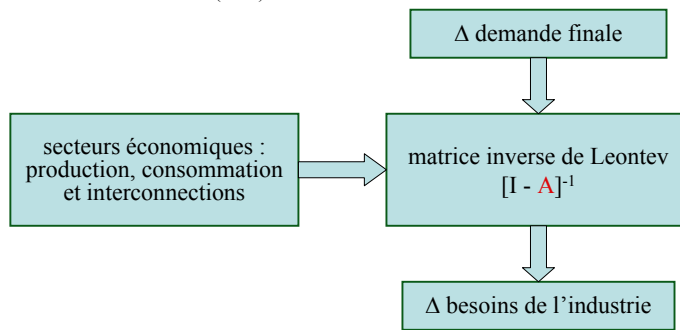 Δ demande finale
secteurs économiques :
production, consommation
et interconnections
matrice inverse de Leontev
[I - A]-1
Δ besoins de l’industrie